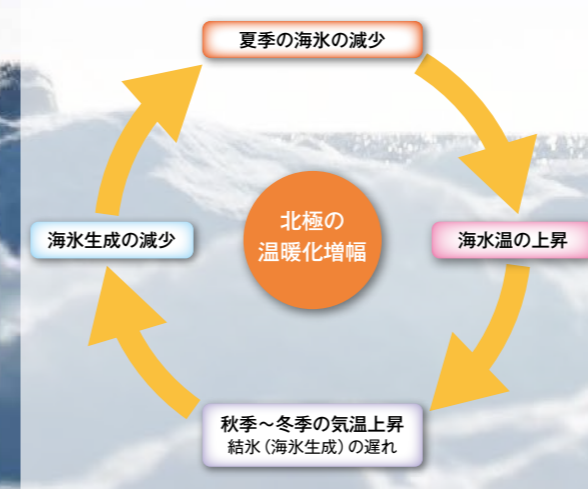 夏季の海氷の減少
北極の
温暖化増幅
海氷生成の減少
海水温の上昇
秋季～冬季の気温上昇
結氷（海氷生成）の遅れ